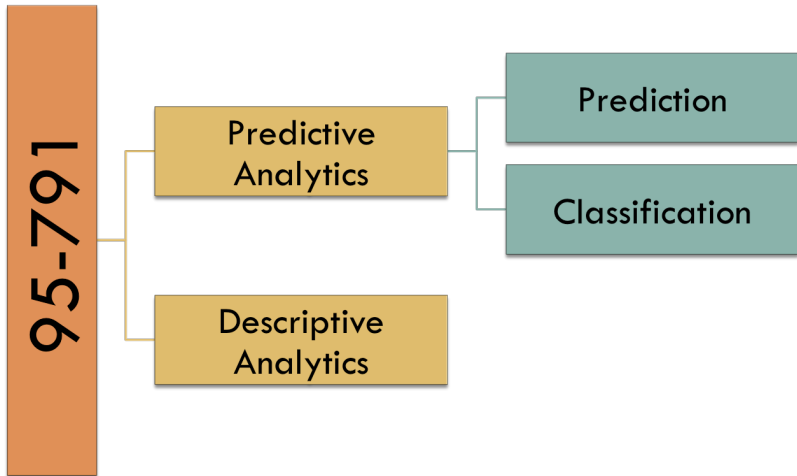 95-791
Predictive
Analytics
Prediction
Classification
Descriptive
Analytics